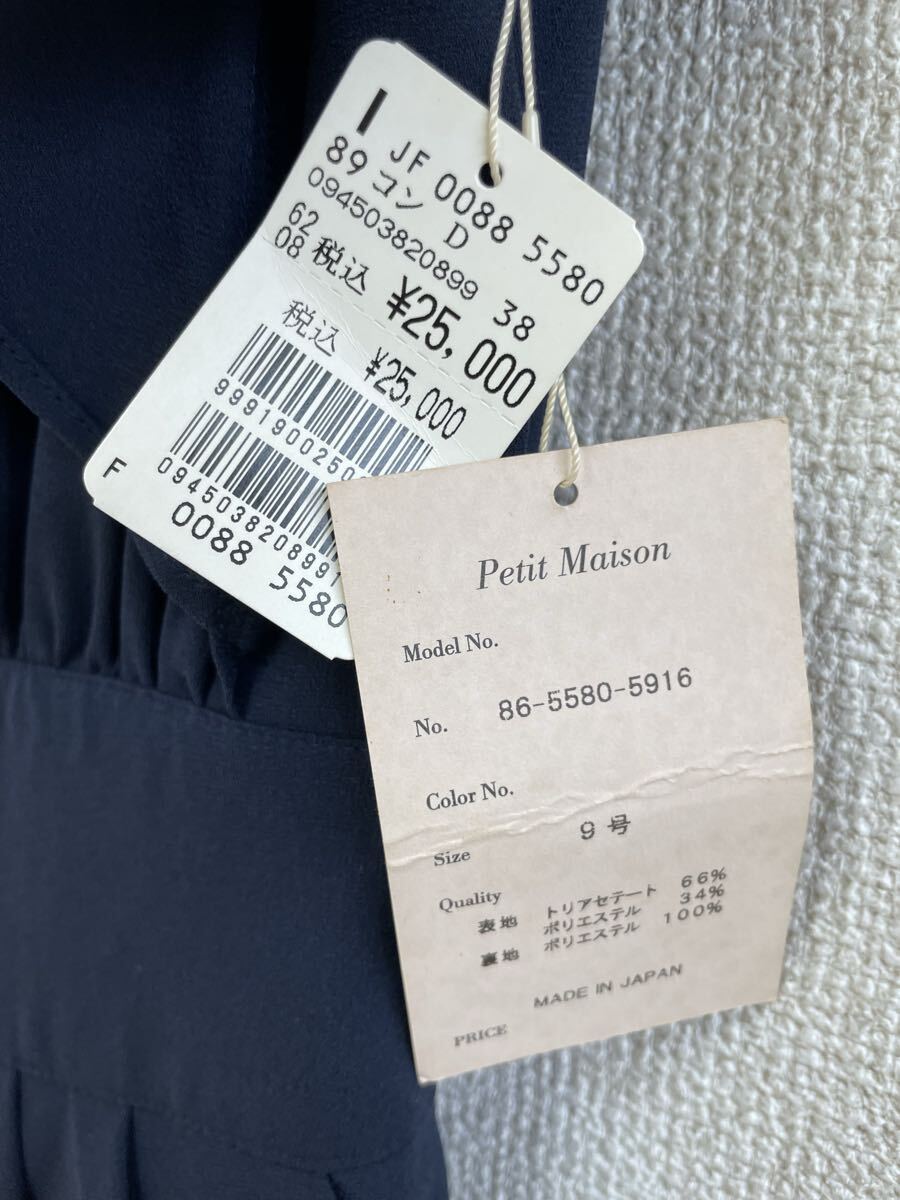 I
JF 0088 5580
89 コン D
094503820899 38
62
08 税込 ¥25,000
税込 ¥25,000
0945038208991
F 0088 5580
Petit Maison
Model No.
No. 86-5580-5916
Color No.
Size 9号
Quality
表地 トリアセテート 66%
ポリエステル 34%
裏地 ポリエステル 100%
MADE IN JAPAN
PRICE